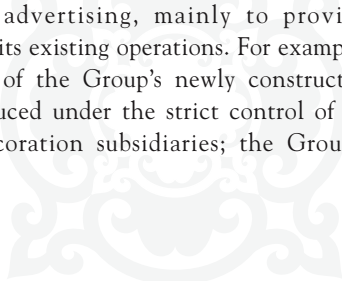 advertising, mainly to provi
its existing operations. For examp
of the Group's newly construct
uced under the strict control of
coration subsidiaries; the Grou